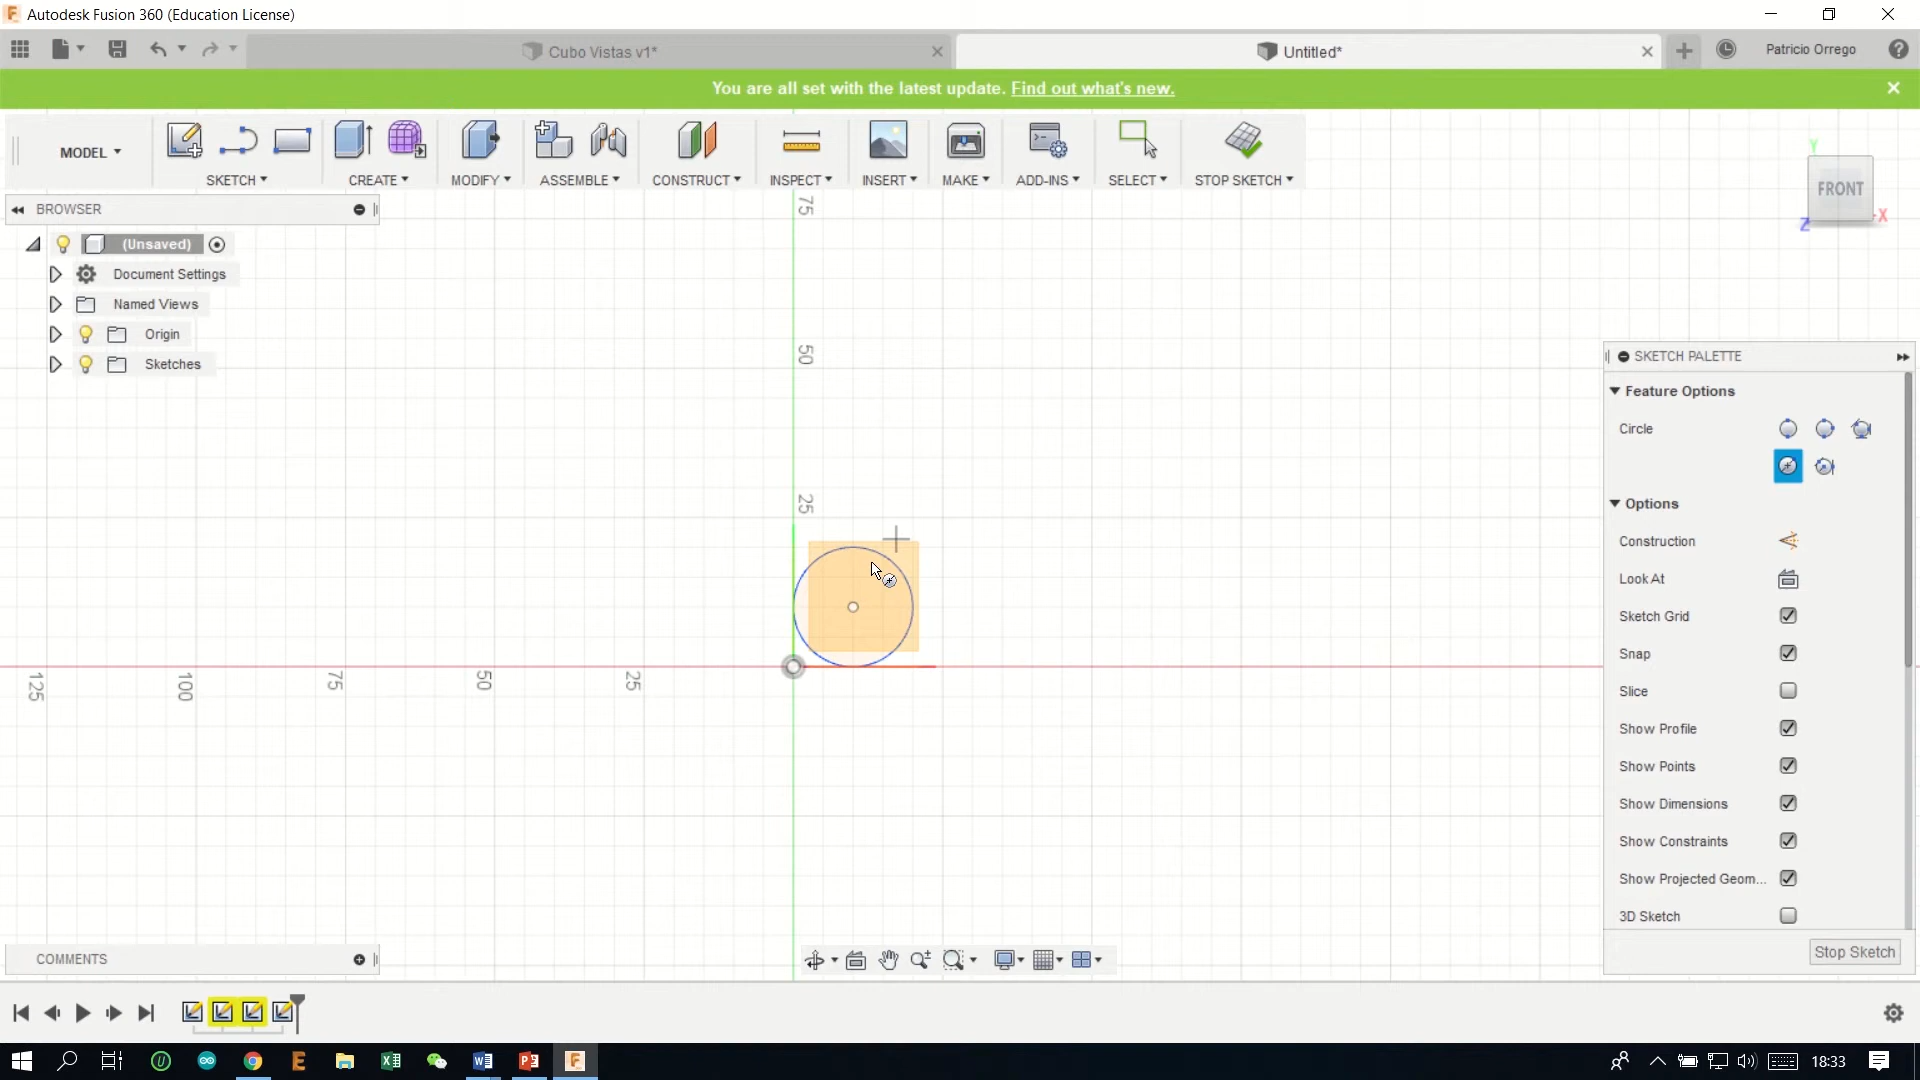 Autodesk Fusion 360 (Education License)
Cubo Vistas v1*
Untitled*
Patricio Orrego
You are all set with the latest update. Find out what's new.
MODEL
SKETCH
CREATE
MODIFY
ASSEMBLE
CONSTRUCT
INSPECT
INSERT
MAKE
ADD-INS
SELECT
STOP SKETCH
BROWSER
(Unsaved)
Document Settings
Named Views
Origin
Sketches
Y
FRONT
X
Z
75
50
25
125
100
75
50
25
SKETCH PALETTE
Feature Options
Circle
Options
Construction
Look At
Sketch Grid
Snap
Slice
Show Profile
Show Points
Show Dimensions
Show Constraints
Show Projected Geom...
3D Sketch
Stop Sketch
COMMENTS
18:33